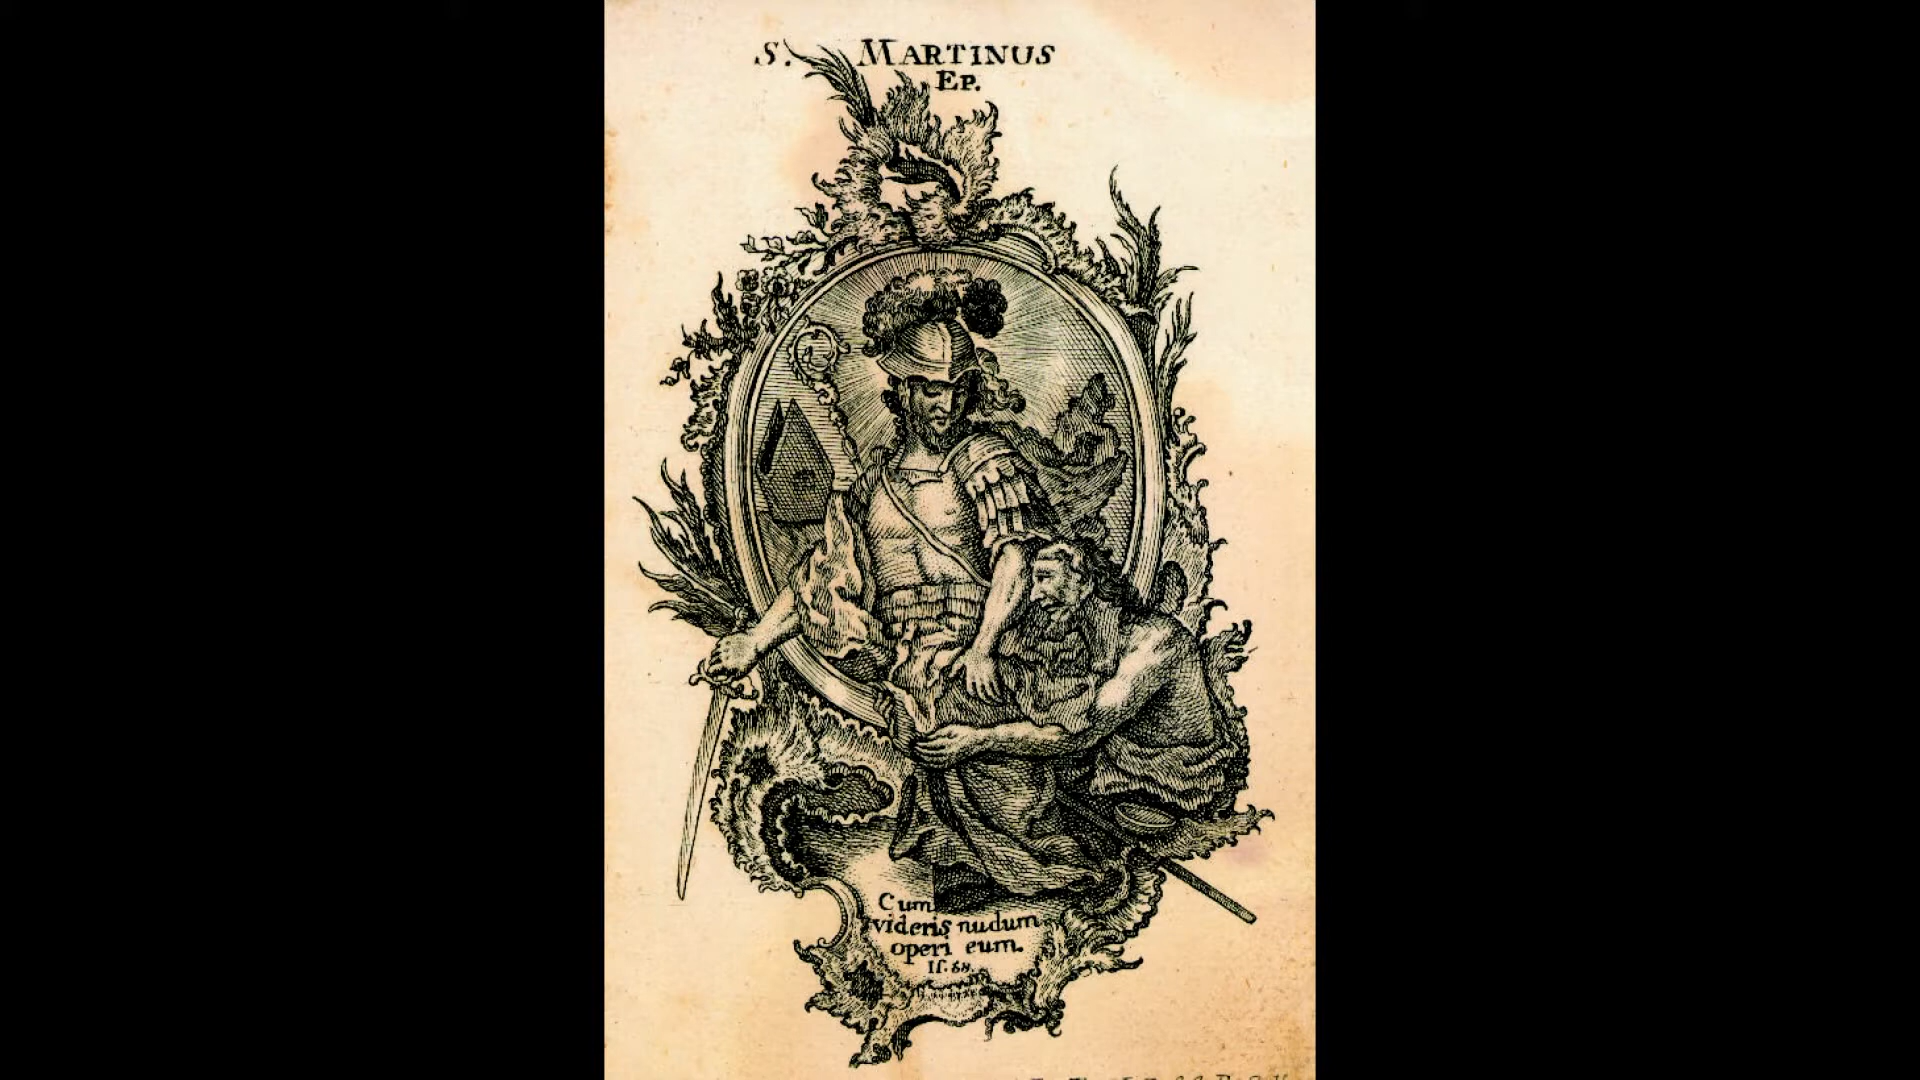 S. MARTINUS
EP.
Cum
videris nudum
operi eum.
Is. 58.